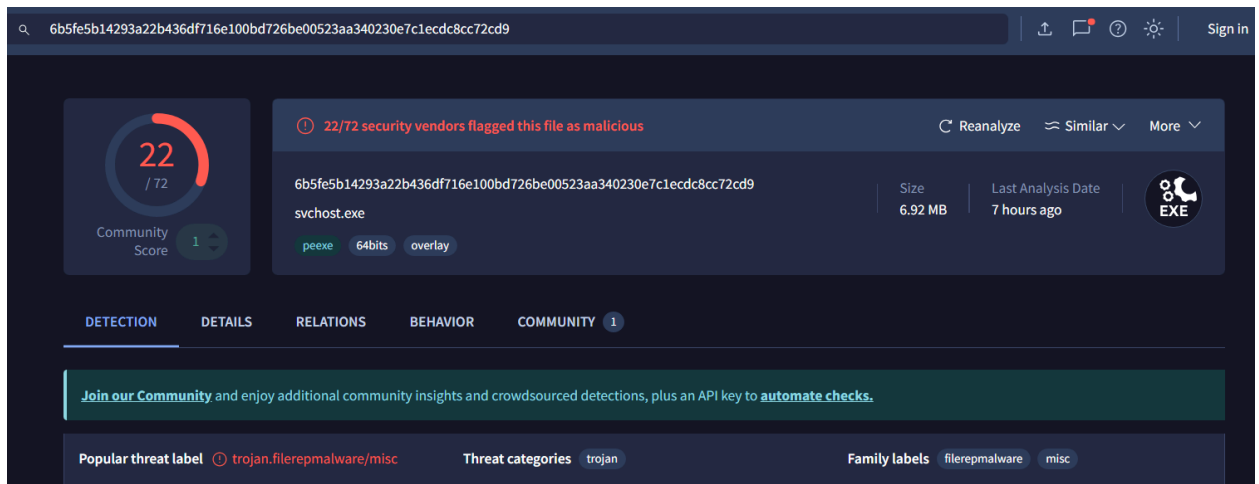 6b5fe5b14293a22b436df716e100bd726be00523aa340230e7c1ecdc8cc72cd9
Sign in
22
/ 72
Community
Score
1
22/72 security vendors flagged this file as malicious
Reanalyze
Similar
More
6b5fe5b14293a22b436df716e100bd726be00523aa340230e7c1ecdc8cc72cd9
svchost.exe
peexe 64bits overlay
Size
6.92 MB
Last Analysis Date
7 hours ago
EXE
DETECTION DETAILS RELATIONS BEHAVIOR COMMUNITY 1
Join our Community and enjoy additional community insights and crowdsourced detections, plus an API key to automate checks.
Popular threat label trojan.filerepmalware/misc Threat categories trojan Family labels filerepmalware misc